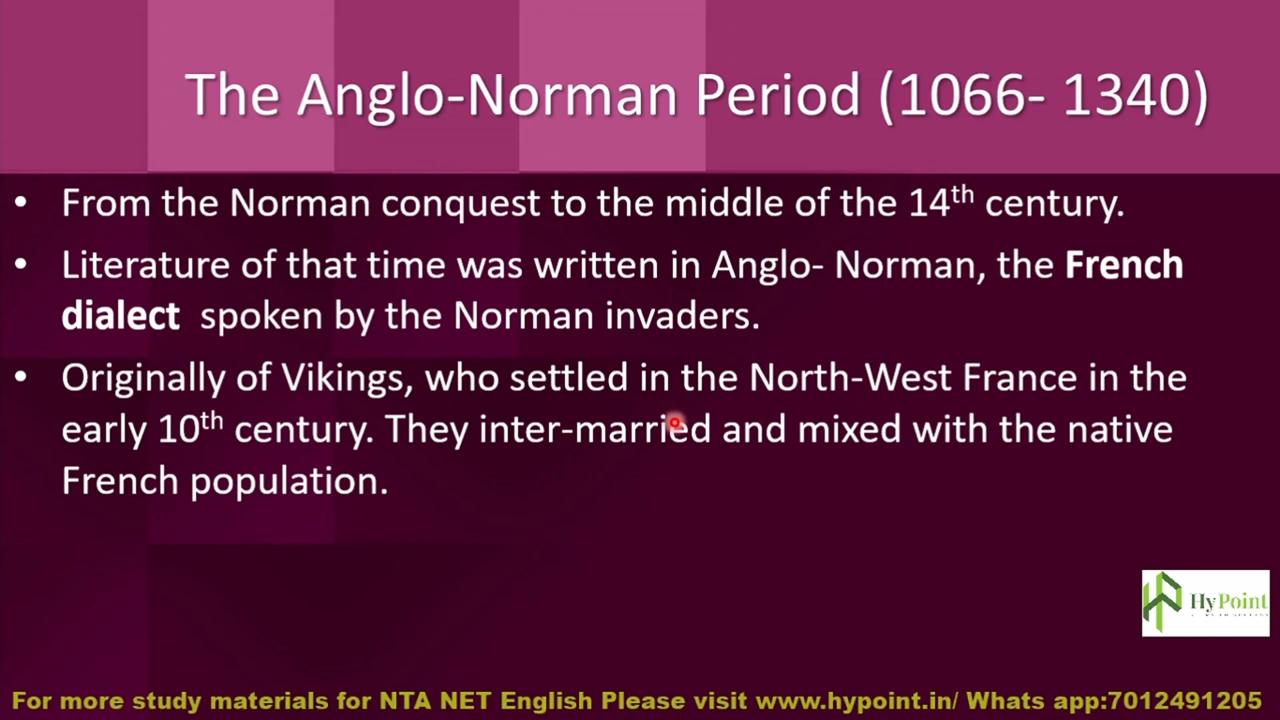 The Anglo-Norman Period (1066- 1340)
• From the Norman conquest to the middle of the 14th century.
• Literature of that time was written in Anglo- Norman, the French
dialect spoken by the Norman invaders.
• Originally of Vikings, who settled in the North-West France in the
early 10th century. They inter-married and mixed with the native
French population.
HyPoint
For more study materials for NTA NET English Please visit www.hypoint.in/ Whats app:7012491205